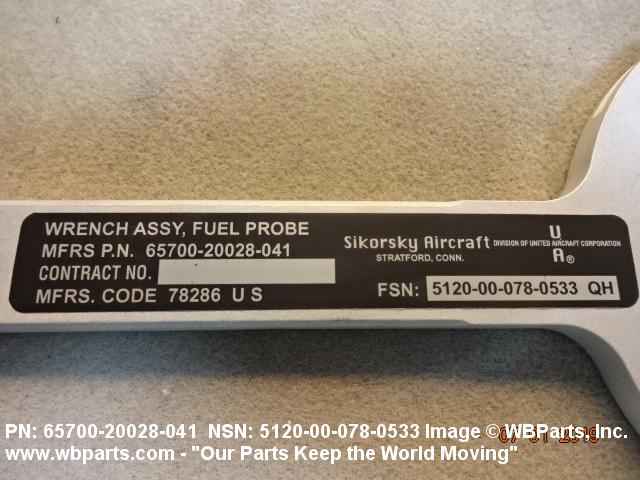 WRENCH ASSY, FUEL PROBE
MFRS P.N. 65700-20028-041
CONTRACT NO.
MFRS. CODE 78286 U S
Sikorsky Aircraft DIVISION OF UNITED AIRCRAFT CORPORATION
STRATFORD, CONN.
U
A®
FSN: 5120-00-078-0533 QH
PN: 65700-20028-041 NSN: 5120-00-078-0533 Image © WBParts, Inc.
www.wbparts.com - "Our Parts Keep the World Moving"